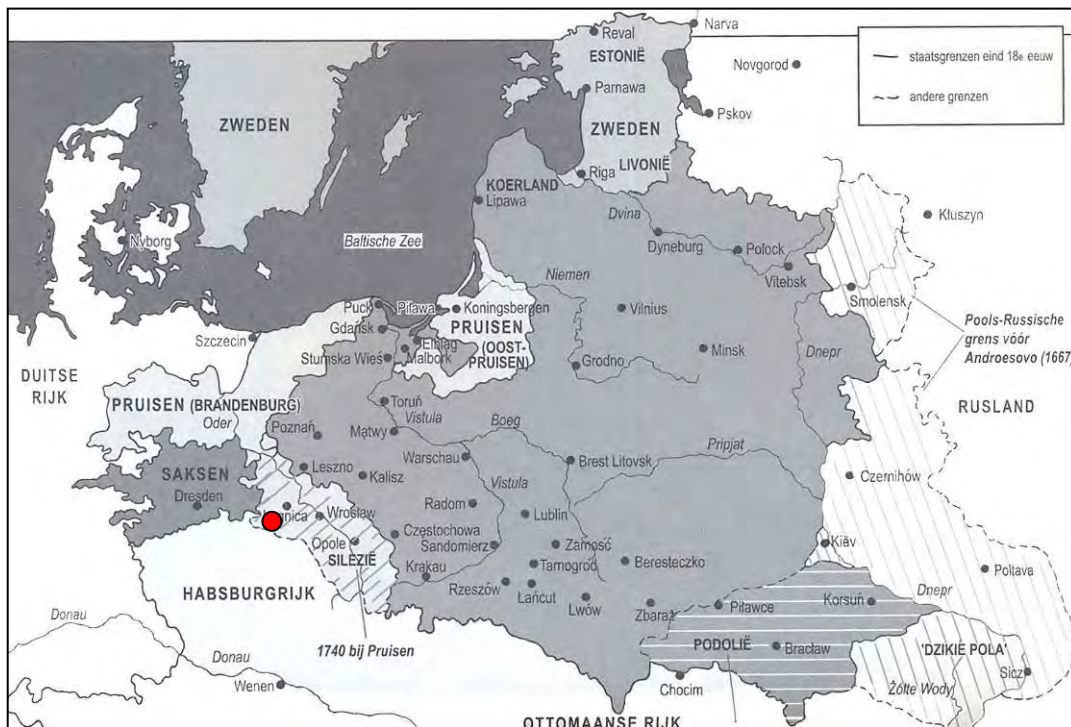 Narva
Reval
ESTONIË
staatsgrenzen eind 18e eeuw
Novgorod
andere grenzen
Parnawa
Pskov
ZWEDEN
ZWEDEN
Riga
LIVONIË
KOERLAND
Lipawa
Dvina
Kłuszyn
Dyneburg
Nyborg
Baltische Zee
Połock
Vitebsk
Niemen
Smolensk
Puck
Piława
Koningsbergen
Vilnius
Gdańsk
PRUISEN
(OOST-
PRUISEN)
Szczecin
Elbląg
Malbork
Stumska Wieś
Grodno
Minsk
Dnepr
Pools-Russische
grens vóór
Androesovo (1667)
DUITSE
RIJK
PRUISEN (BRANDENBURG)
Oder
Toruń
Vistula
RUSLAND
Poznań
Mątwy
Boeg
Pripjat
Warschau
Brest Litovsk
SAKSEN
Leszno
Kalisz
Vistula
Czernihów
Dresden
Wrocław
Radom
Lublin
Częstochowa
Opole
SILEZIË
Sandomierz
Zamość
Kiëv
Tarnogród
Beresteczko
Krakau
Poltava
HABSBURGRIJK
Rzeszów
Łańcut
Lwów
Zbaraż
Piławce
Korsuń
Dnepr
Donau
1740 bij Pruisen
PODOLIË
Bracław
'DZIKIE POLA'
Donau
Wenen
Chocim
Żółte Wody
Sicz
OTTOMAANSE RIJK